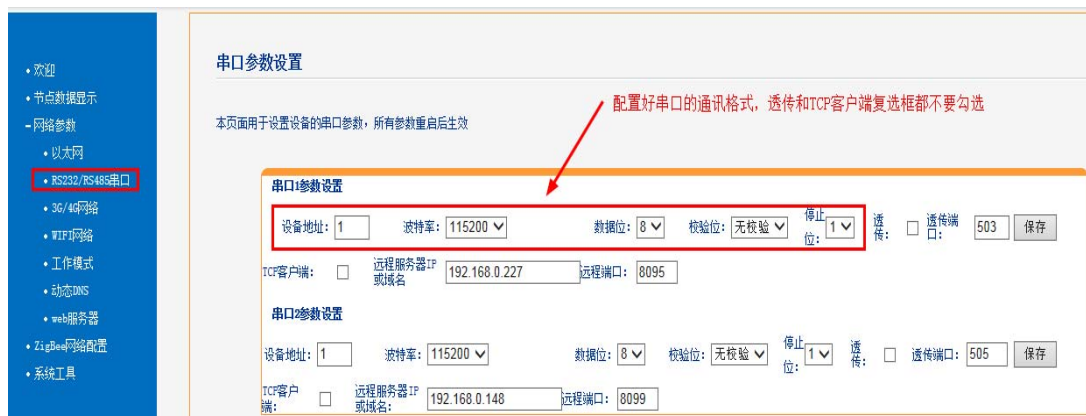 串口参数设置
• 欢迎
• 节点数据显示
- 网络参数
• 以太网
• RS232/RS485串口
• 3G/4G网络
• WIFI网络
• 工作模式
• 动态DNS
• web服务器
• ZigBee网络配置
• 系统工具
配置好串口的通讯格式，透传和TCP客户端复选框都不要勾选
本页面用于设置设备的串口参数，所有参数重启后生效
串口1参数设置
设备地址： 1 波特率： 115200 数据位： 8 校验位： 无校验 停止位： 1 透传： 透传端口： 503 保存
TCP客户端： 远程服务器IP或域名 192.168.0.227 远程端口： 8095
串口2参数设置
设备地址： 1 波特率： 115200 数据位： 8 校验位： 无校验 停止位： 1 透传： 透传端口： 505 保存
TCP客户端： 远程服务器IP或域名： 192.168.0.148 远程端口： 8099